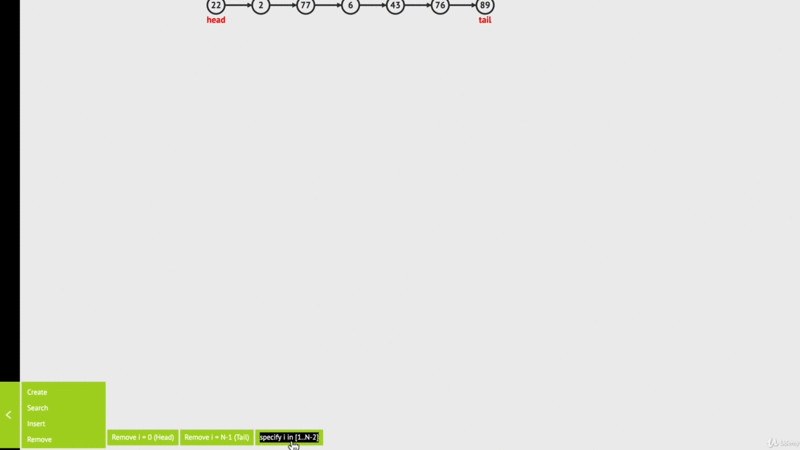 22 2 77 6 43 76 89
head tail
Create
Search
Insert
Remove
Remove i = 0 (Head) Remove i = N-1 (Tail) specify i in [1..N-2]
Udemy